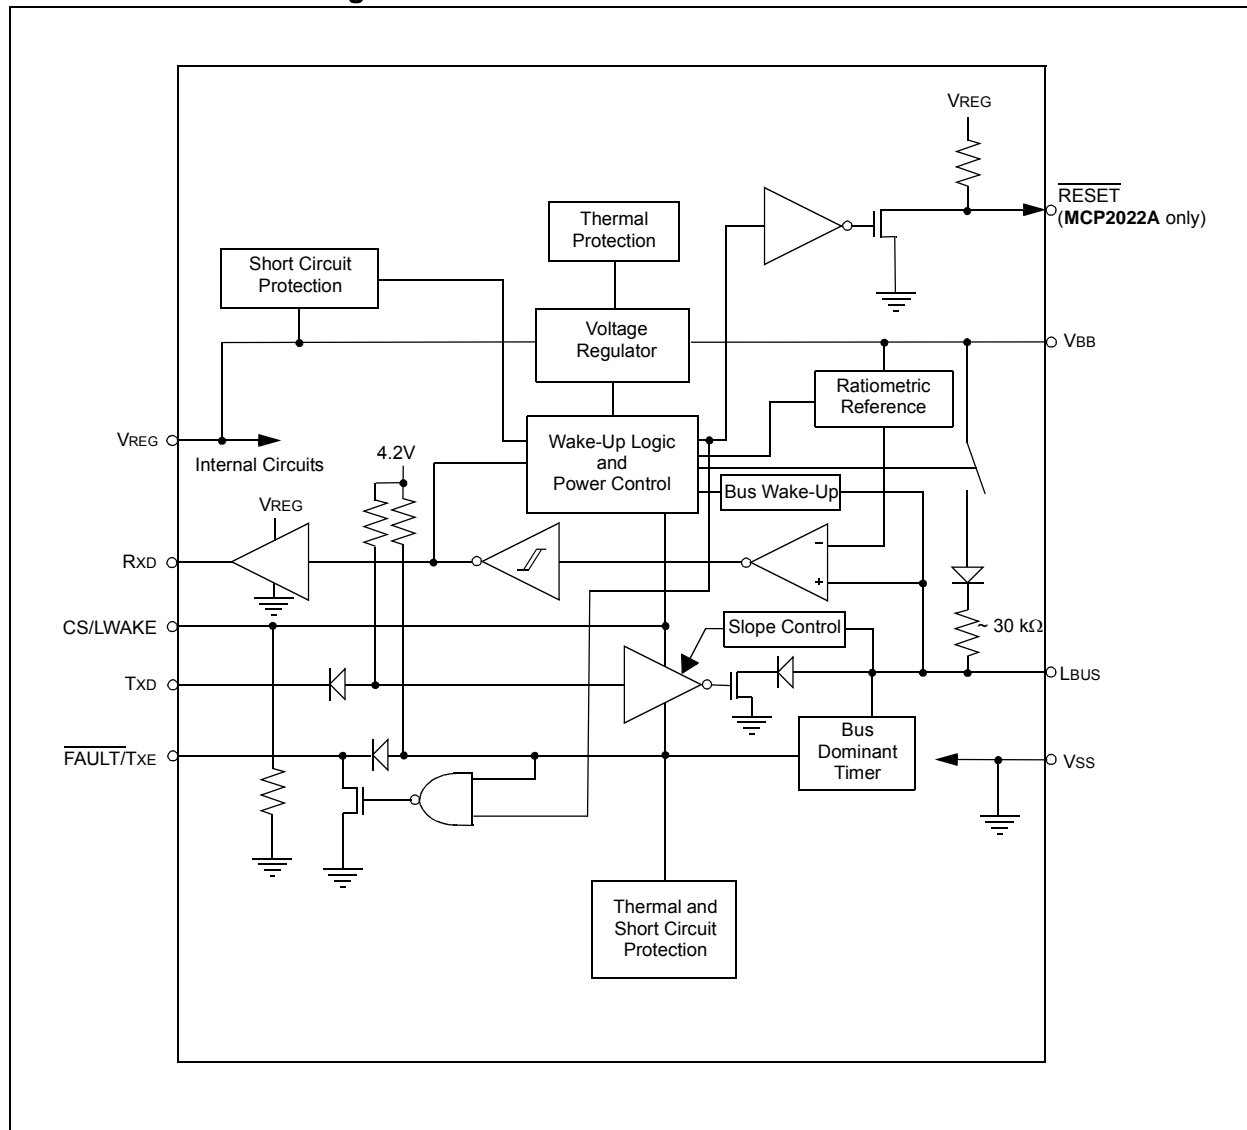 VREG
RESET
(MCP2022A only)
Thermal
Protection
Short Circuit
Protection
Voltage
Regulator
VBB
Ratiometric
Reference
VREG
Internal Circuits
4.2V
Wake-Up Logic
and
Power Control
Bus Wake-Up
VREG
RXD
–
+
CS/LWAKE
Slope Control
~ 30 kΩ
TXD
LBUS
FAULT/TXE
Bus
Dominant
Timer
VSS
Thermal and
Short Circuit
Protection